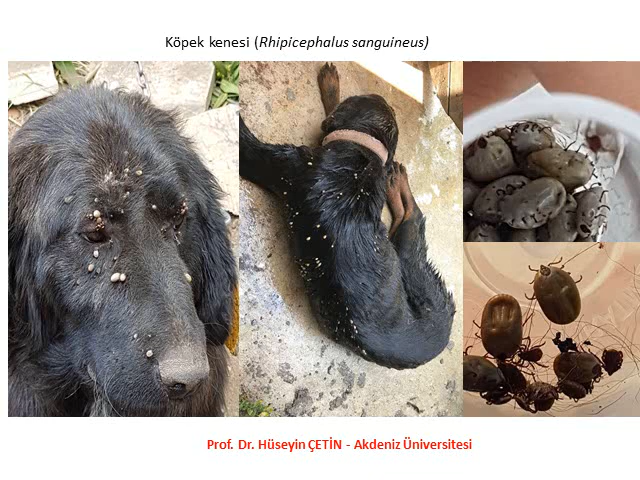 Köpek kenesi (Rhipicephalus sanguineus)
Prof. Dr. Hüseyin ÇETİN - Akdeniz Üniversitesi